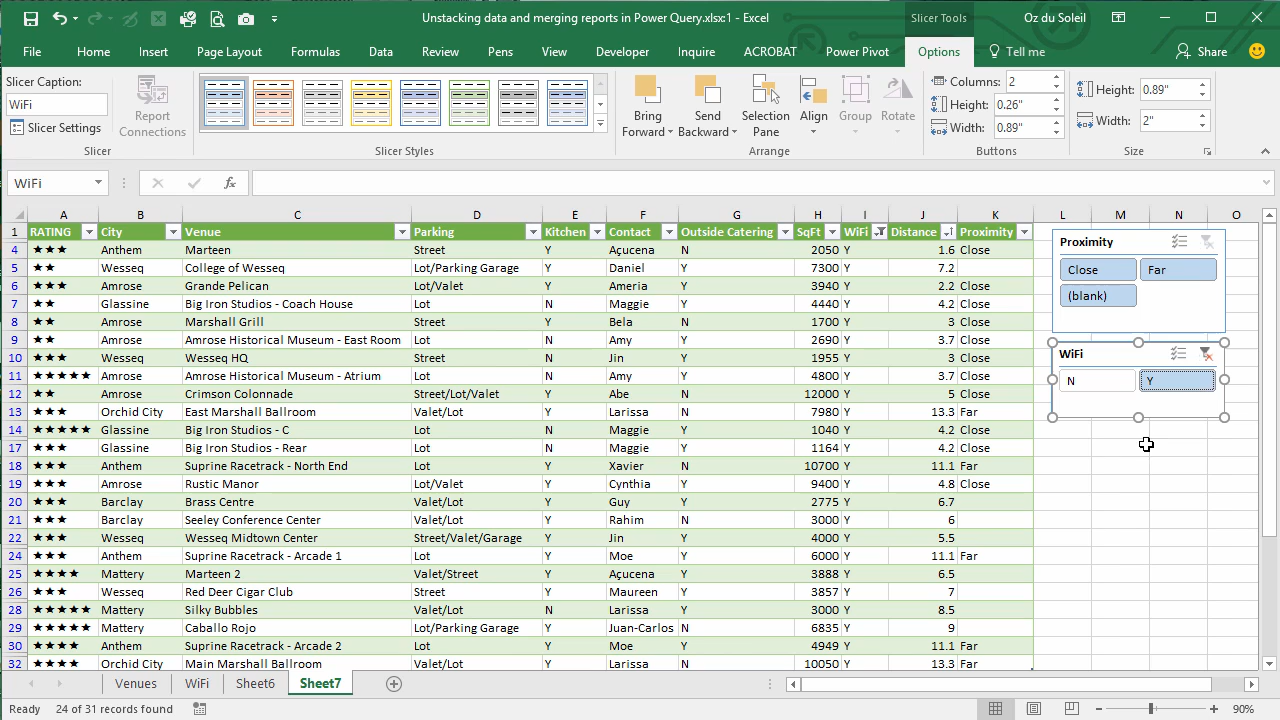 Unstacking data and merging reports in Power Query.xlsx:1 - Excel
Slicer Tools
Oz du Soleil
File Home Insert Page Layout Formulas Data Review Pens View Developer Inquire ACROBAT Power Pivot Options Tell me Share
Slicer Caption:
WiFi
Slicer Settings
Report Connections
Slicer
Slicer Styles
Bring Forward
Send Backward
Selection Pane
Align
Group
Rotate
Arrange
Columns: 2
Height: 0.26"
Width: 0.89"
Buttons
Height: 0.89"
Width: 2"
Size
WiFi fx
A B C D E F G H I J K L M N O
1 RATING City Venue Parking Kitchen Contact Outside Catering SqFt WiFi Distance Proximity
4 ★★★ Anthem Marteen Street Y Açucena N 2050 Y 1.6 Close
5 ★★ Wesseq College of Wesseq Lot/Parking Garage Y Daniel Y 7300 Y 7.2
6 ★★★ Amrose Grande Pelican Lot/Valet Y Ameria Y 3940 Y 2.2 Close
7 ★★ Glassine Big Iron Studios - Coach House Lot N Maggie Y 4440 Y 4.2 Close
8 ★★ Amrose Marshall Grill Street Y Bela N 1700 Y 3 Close
9 ★★ Amrose Amrose Historical Museum - East Room Lot N Amy Y 2690 Y 3.7 Close
10 ★★★ Wesseq Wesseq HQ Street N Jin Y 1955 Y 3 Close
11 ★★★★★ Amrose Amrose Historical Museum - Atrium Lot N Amy Y 4800 Y 3.7 Close
12 ★★ Amrose Crimson Colonnade Street/Lot/Valet Y Abe N 12000 Y 5 Close
13 ★★★ Orchid City East Marshall Ballroom Valet/Lot Y Larissa N 7980 Y 13.3 Far
14 ★★★★★ Glassine Big Iron Studios - C Lot N Maggie Y 1040 Y 4.2 Close
17 ★★★ Glassine Big Iron Studios - Rear Lot N Maggie Y 1164 Y 4.2 Close
18 ★★★ Anthem Suprine Racetrack - North End Lot Y Xavier N 10700 Y 11.1 Far
19 ★★★ Amrose Rustic Manor Lot/Valet Y Cynthia Y 9400 Y 4.8 Close
20 ★★★ Barclay Brass Centre Valet/Lot Y Guy Y 2775 Y 6.7
21 ★★★ Barclay Seeley Conference Center Valet/Lot Y Rahim N 3000 Y 6
22 ★★★ Wesseq Wesseq Midtown Center Street/Valet/Garage Y Jin Y 4000 Y 5.5
24 ★★★ Anthem Suprine Racetrack - Arcade 1 Lot Y Moe Y 6000 Y 11.1 Far
25 ★★★★ Mattery Marteen 2 Valet/Street Y Açucena Y 3888 Y 6.5
26 ★★★ Wesseq Red Deer Cigar Club Street Y Maureen Y 3857 Y 7
28 ★★★★★ Mattery Silky Bubbles Valet/Lot N Larissa Y 3000 Y 8.5
29 ★★★★★ Mattery Caballo Rojo Lot/Parking Garage Y Juan-Carlos N 6835 Y 9
30 ★★★★ Anthem Suprine Racetrack - Arcade 2 Lot Y Moe Y 4949 Y 11.1 Far
32 ★★★★ Orchid City Main Marshall Ballroom Valet/Lot Y Larissa N 10050 Y 13.3 Far
Proximity
Close Far
(blank)
WiFi
N Y
Venues WiFi Sheet6 Sheet7
Ready 24 of 31 records found 90%